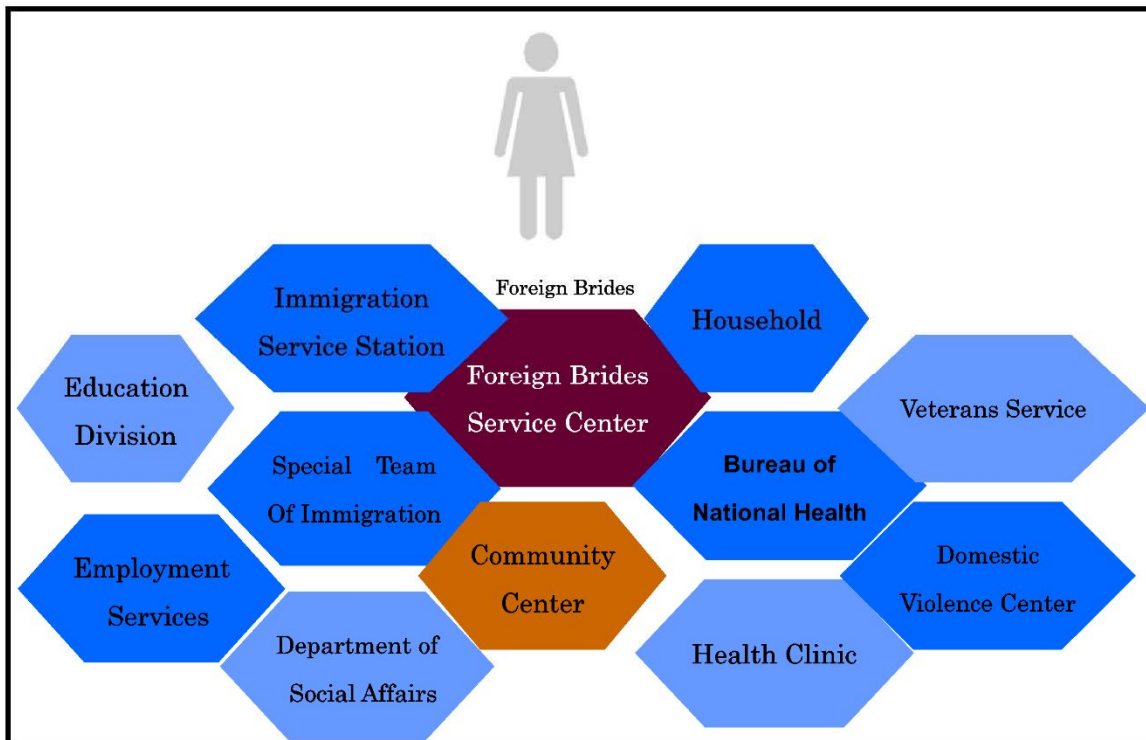 Foreign Brides
Immigration
Service Station
Household
Foreign Brides
Service Center
Education
Division
Veterans Service
Special Team
Of Immigration
Bureau of
National Health
Employment
Services
Community
Center
Domestic
Violence Center
Department of
Social Affairs
Health Clinic